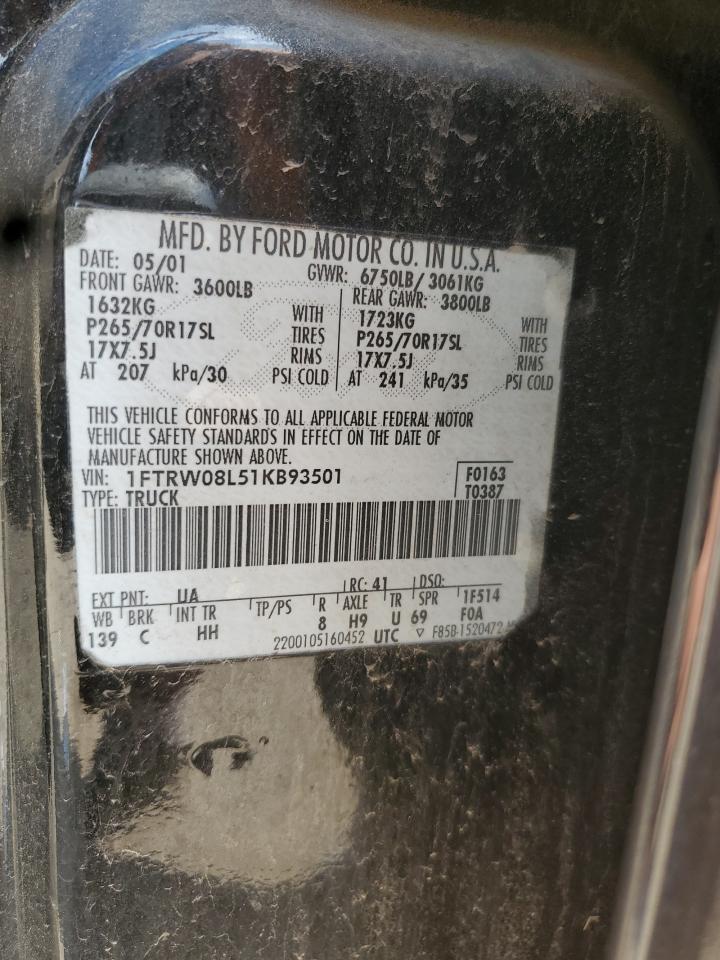 MFD. BY FORD MOTOR CO. IN U.S.A.
DATE: 05/01 GVWR: 6750LB/ 3061KG
FRONT GAWR: 3600LB REAR GAWR: 3800LB
1632KG WITH 1723KG WITH
P265/70R17SL TIRES P265/70R17SL TIRES
17X7.5J RIMS 17X7.5J RIMS
AT 207 kPa/30 PSI COLD AT 241 kPa/35 PSI COLD
THIS VEHICLE CONFORMS TO ALL APPLICABLE FEDERAL MOTOR
VEHICLE SAFETY STANDARDS IN EFFECT ON THE DATE OF
MANUFACTURE SHOWN ABOVE.
VIN: 1FTRW08L51KB93501 F0163
TYPE: TRUCK T0387
EXT PNT: UA RC: 41 DSO:
WB BRK INT TR TP/PS R AXLE TR SPR 1F514
139 C HH 8 H9 U 69 F0A
2200105160452 UTC ▽ F85B-1520472